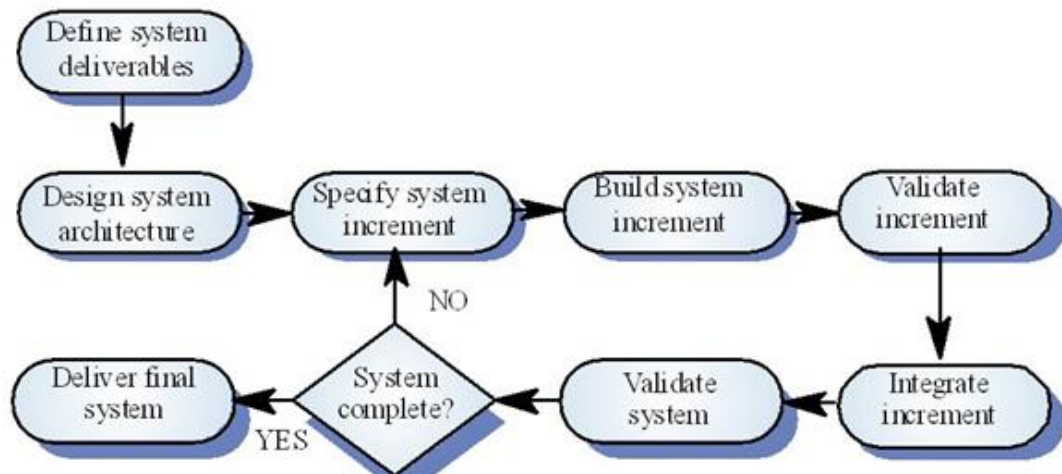 Define system
deliverables
Design system
architecture
Specify system
increment
Build system
increment
Validate
increment
NO
Deliver final
system
YES
System
complete?
Validate
system
Integrate
increment